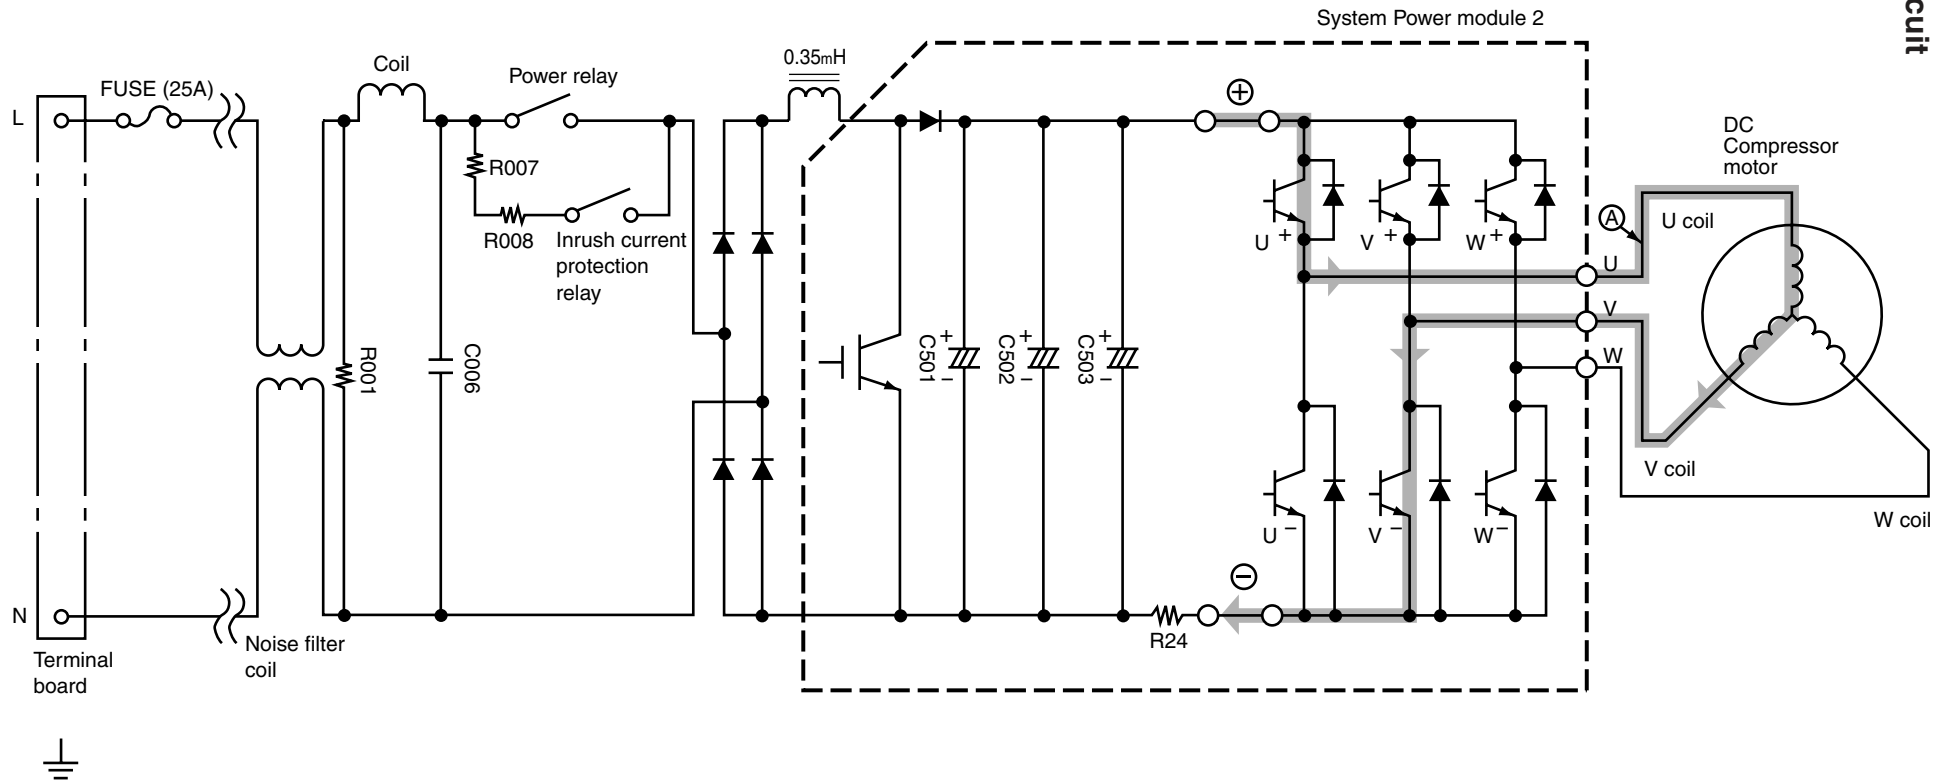 cuit
System Power module 2
0.35mH
Coil
Power relay
FUSE (25A)
L
+
DC
Compressor
motor
R007
R008
Inrush current
protection
relay
U +
V +
W +
A
U coil
U
V
W
R001
C006
C501
+
−
C502
+
−
C503
+
−
V coil
W coil
U −
V −
W −
−
N
R24
Noise filter
coil
Terminal
board